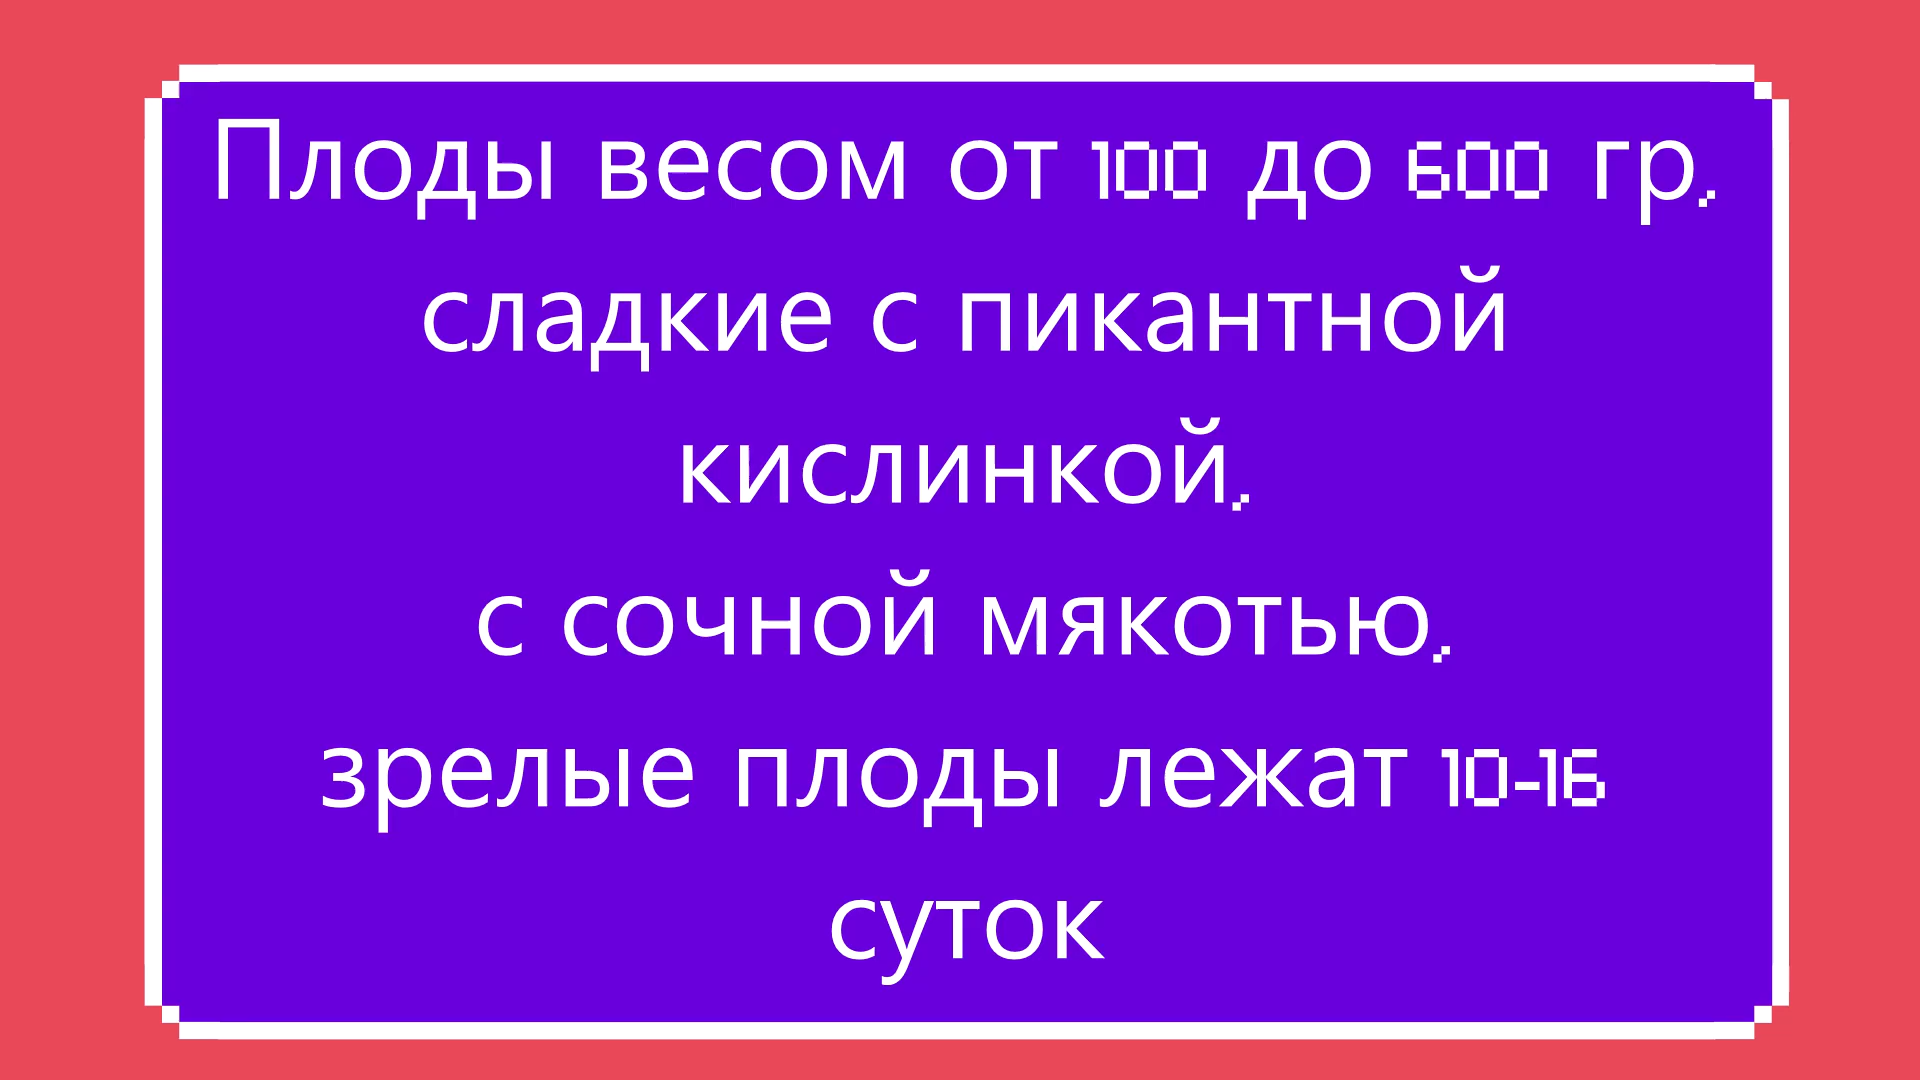 Плоды весом от 100 до 600 гр,
сладкие с пикантной
кислинкой,
с сочной мякотью,
зрелые плоды лежат 10-16
суток